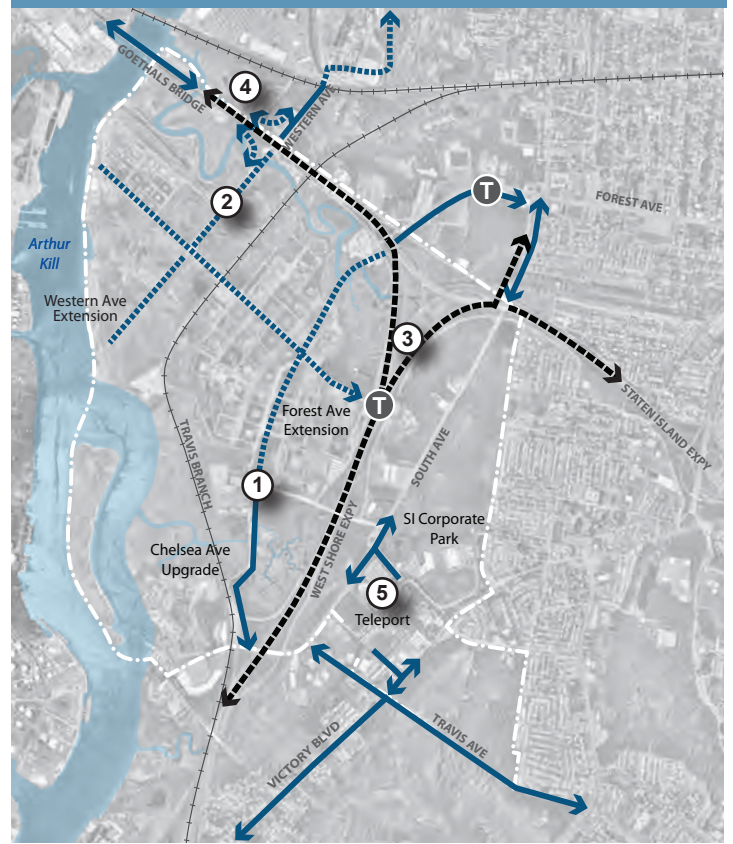 GOETHALS BRIDGE
4
WESTERN AVE
2
T
FOREST AVE
Arthur
Kill
Western Ave
Extension
3
T
STATEN ISLAND EXPY
Forest Ave
Extension
TRAVIS BRANCH
SOUTH AVE
1
WEST SHORE EXPY
SI Corporate
Park
Chelsea Ave
Upgrade
5
Teleport
VICTORY BLVD
TRAVIS AVE